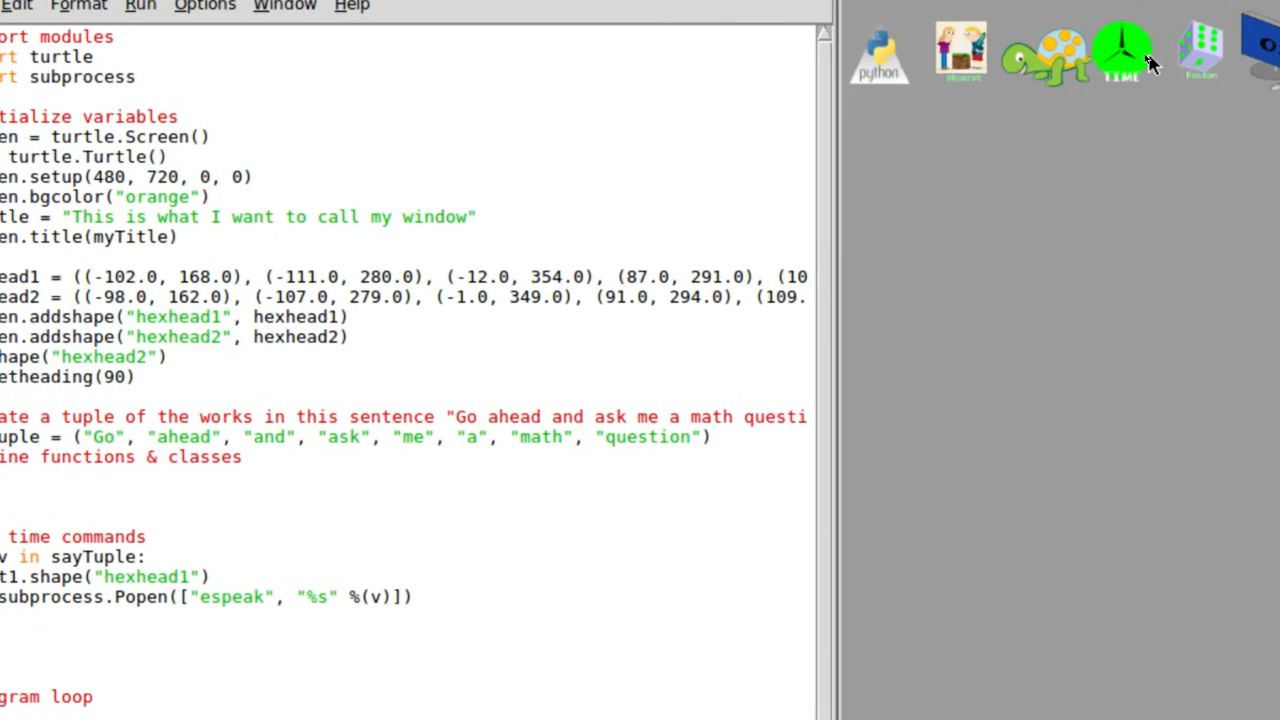 Edit Format Run Options Window Help
ort modules
rt turtle
rt subprocess
tialize variables
en = turtle.Screen()
turtle.Turtle()
en.setup(480, 720, 0, 0)
en.bgcolor("orange")
tle = "This is what I want to call my window"
en.title(myTitle)
ead1 = ((-102.0, 168.0), (-111.0, 280.0), (-12.0, 354.0), (87.0, 291.0), (10
ead2 = ((-98.0, 162.0), (-107.0, 279.0), (-1.0, 349.0), (91.0, 294.0), (109.
en.addshape("hexhead1", hexhead1)
en.addshape("hexhead2", hexhead2)
hape("hexhead2")
etheading(90)
ate a tuple of the works in this sentence "Go ahead and ask me a math questi
uple = ("Go", "ahead", "and", "ask", "me", "a", "math", "question")
ine functions & classes
time commands
v in sayTuple:
t1.shape("hexhead1")
subprocess.Popen(["espeak", "%s" %(v)])
gram loop
python
Minecraft
TIME
Random